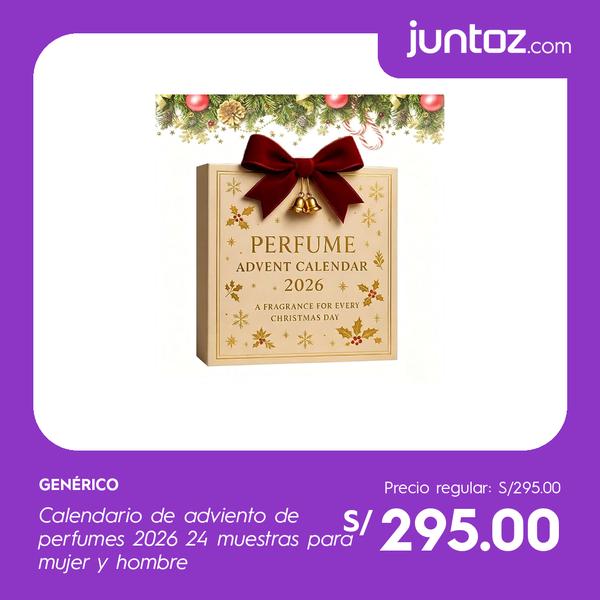 juntoz.com
PERFUME
ADVENT CALENDAR
2026
A FRAGRANCE FOR EVERY
CHRISTMAS DAY
GENÉRICO
Calendario de adviento de
perfumes 2026 24 muestras para
mujer y hombre
Precio regular: S/295.00
S/ 295.00